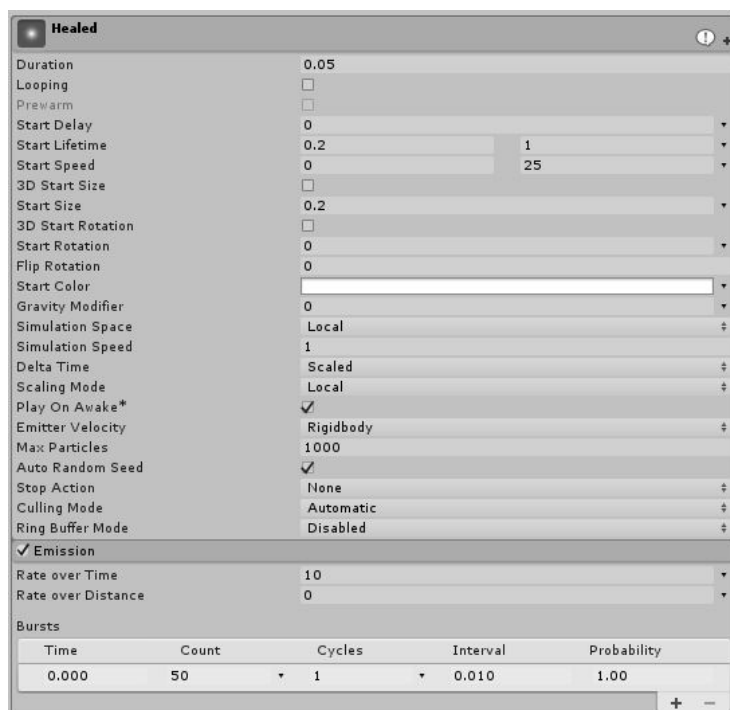 Healed
Duration 0.05
Looping
Prewarm
Start Delay 0
Start Lifetime 0.2 1
Start Speed 0 25
3D Start Size
Start Size 0.2
3D Start Rotation
Start Rotation 0
Flip Rotation 0
Start Color
Gravity Modifier 0
Simulation Space Local
Simulation Speed 1
Delta Time Scaled
Scaling Mode Local
Play On Awake*
Emitter Velocity Rigidbody
Max Particles 1000
Auto Random Seed
Stop Action None
Culling Mode Automatic
Ring Buffer Mode Disabled
Emission
Rate over Time 10
Rate over Distance 0
Bursts
Time Count Cycles Interval Probability
0.000 50 1 0.010 1.00